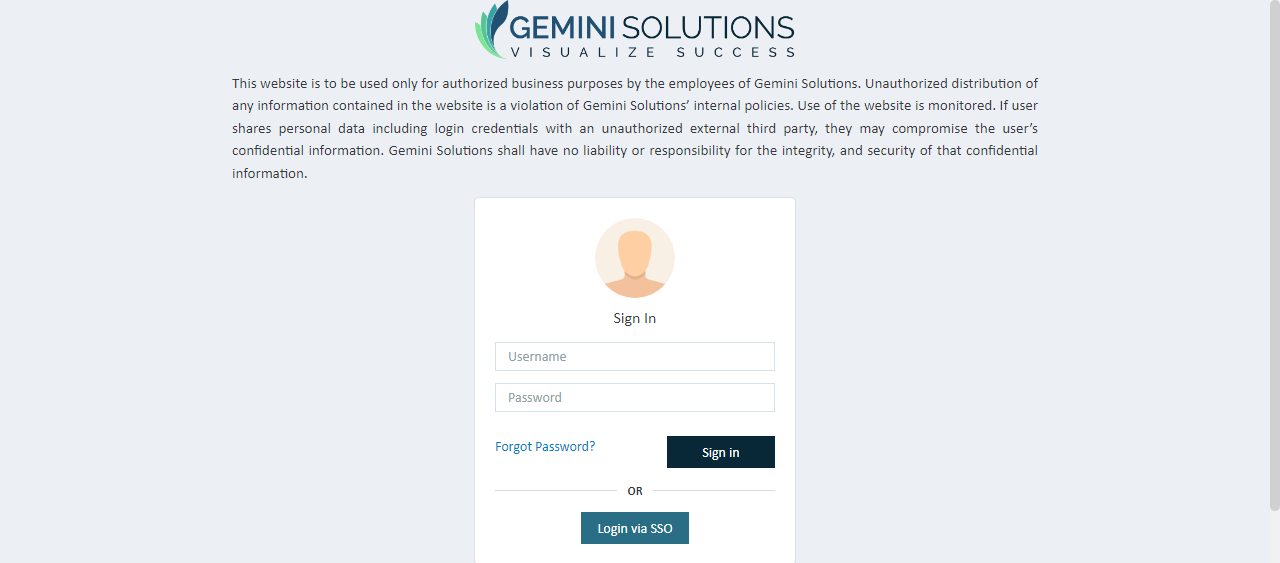 GEMINI SOLUTIONS
VISUALIZE SUCCESS
This website is to be used only for authorized business purposes by the employees of Gemini Solutions. Unauthorized distribution of
any information contained in the website is a violation of Gemini Solutions’ internal policies. Use of the website is monitored. If user
shares personal data including login credentials with an unauthorized external third party, they may compromise the user’s
confidential information. Gemini Solutions shall have no liability or responsibility for the integrity, and security of that confidential
information.
Sign In
Username
Password
Forgot Password?
Sign in
OR
Login via SSO